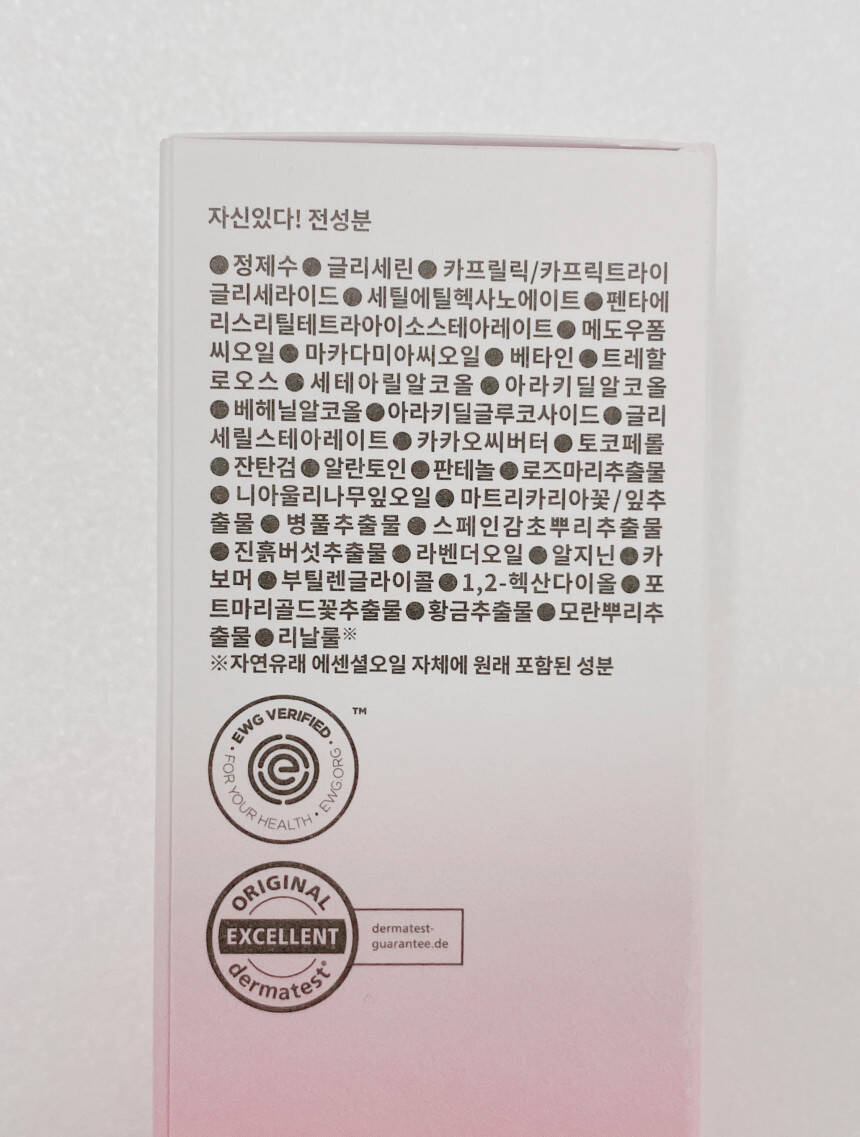 자신있다! 전성분
●정제수● 글리세린● 카프릴릭/카프릭트라이
글리세라이드● 세틸에틸헥사노에이트●펜타에
리스리틸테트라아이소스테아레이트● 메도우폼
씨오일● 마카다미아씨오일● 베타인●트레할
로오스● 세테아릴알코올● 아라키딜알코올
●베헤닐알코올●아라키딜글루코사이드●글리
세릴스테아레이트●카카오씨버터●토코페롤
●잔탄검●알란토인●판테놀●로즈마리추출물
● 니아울리나무잎오일● 마트리카리아꽃/잎추
출물● 병풀추출물● 스페인감초뿌리추출물
●진흙버섯추출물●라벤더오일●알지닌●카
보머●부틸렌글라이콜●1,2-헥산다이올●포
트마리골드꽃추출물●황금추출물●모란뿌리추
출물●리날룰※
※자연유래 에센셜오일 자체에 원래 포함된 성분
• EWG VERIFIED • ™
FOR YOUR HEALTH • EWG.ORG
ORIGINAL
EXCELLENT
dermatest®
dermatest-
guarantee.de